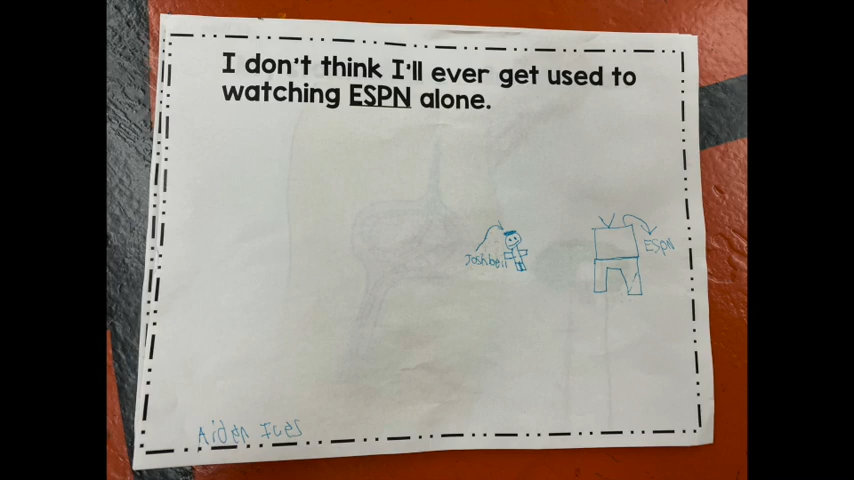 I don't think I'll ever get used to
watching ESPN alone.
Joshbell
ESPN
Aiden Ives